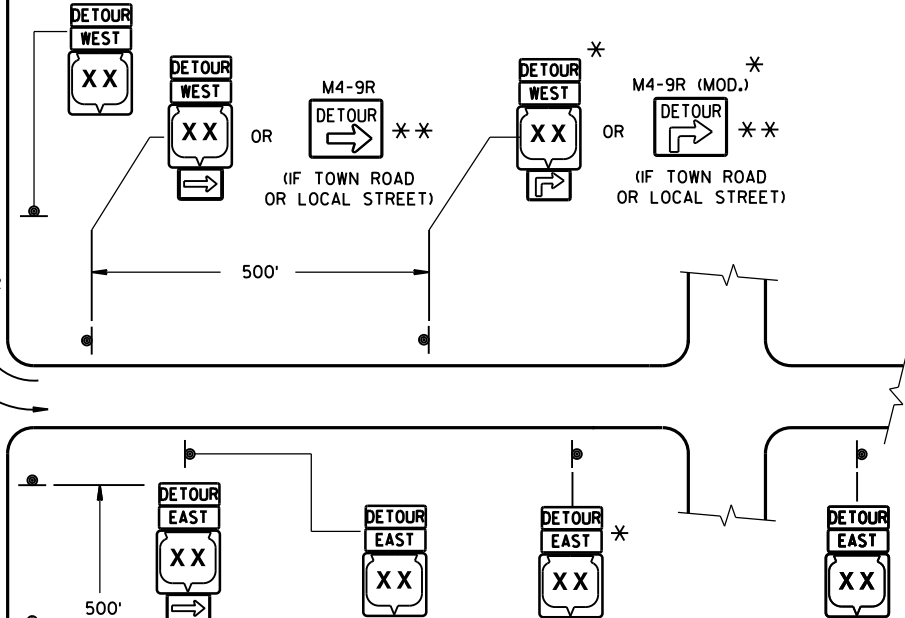 DETOUR
WEST
XX
DETOUR
WEST
XX
OR
M4-9R
DETOUR
**
(IF TOWN ROAD
OR LOCAL STREET)
DETOUR
*
WEST
XX
OR
M4-9R (MOD.)
*
DETOUR
**
(IF TOWN ROAD
OR LOCAL STREET)
500'
DETOUR
EAST
XX
500'
DETOUR
EAST
XX
DETOUR
EAST
*
XX
DETOUR
EAST
XX